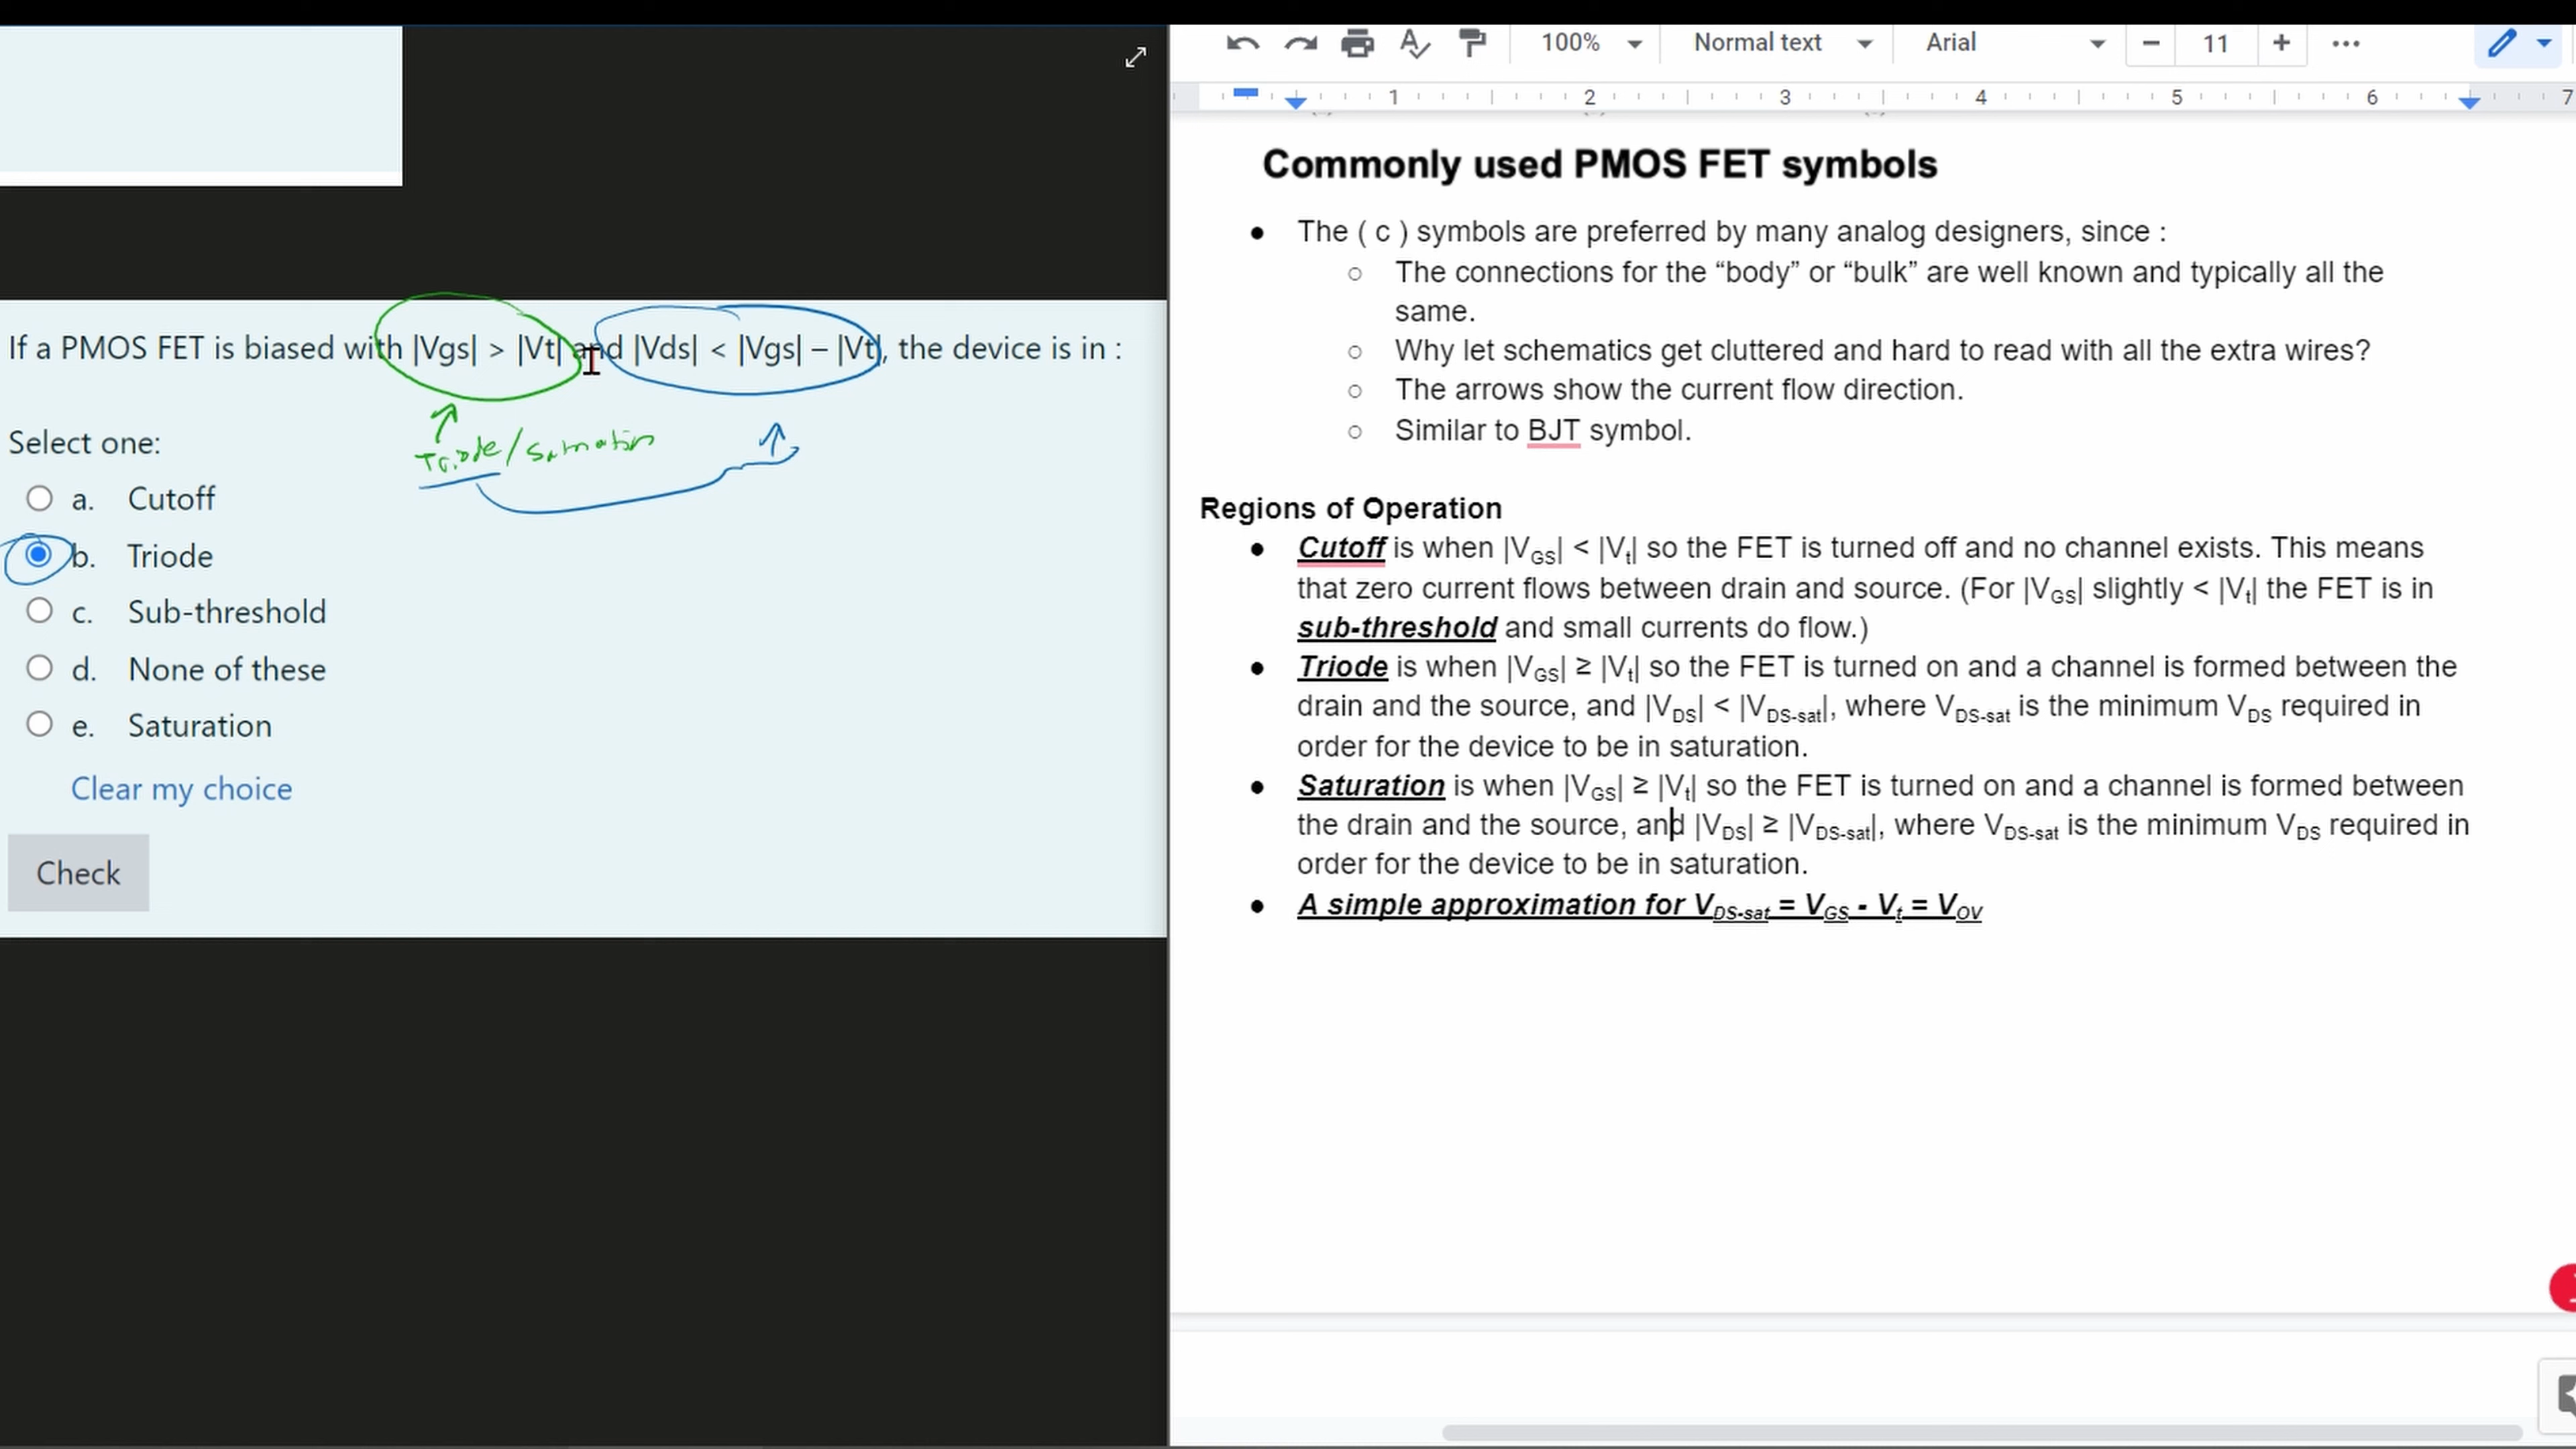 100% Normal text Arial − 11 + ...
1 2 3 4 5 6 7
If a PMOS FET is biased with |Vgs| > |Vt| and |Vds| < |Vgs| – |Vt|, the device is in :
Triode / Saturation
Select one:
a. Cutoff
b. Triode
c. Sub-threshold
d. None of these
e. Saturation
Clear my choice
Check
Commonly used PMOS FET symbols
● The ( c ) symbols are preferred by many analog designers, since :
○ The connections for the “body” or “bulk” are well known and typically all the
same.
○ Why let schematics get cluttered and hard to read with all the extra wires?
○ The arrows show the current flow direction.
○ Similar to BJT symbol.
Regions of Operation
● Cutoff is when |VGS| < |Vt| so the FET is turned off and no channel exists. This means
that zero current flows between drain and source. (For |VGS| slightly < |Vt| the FET is in
sub-threshold and small currents do flow.)
● Triode is when |VGS| ≥ |Vt| so the FET is turned on and a channel is formed between the
drain and the source, and |VDS| < |VDS-sat|, where VDS-sat is the minimum VDS required in
order for the device to be in saturation.
● Saturation is when |VGS| ≥ |Vt| so the FET is turned on and a channel is formed between
the drain and the source, and |VDS| ≥ |VDS-sat|, where VDS-sat is the minimum VDS required in
order for the device to be in saturation.
● A simple approximation for VDS-sat = VGS - Vt = VOV